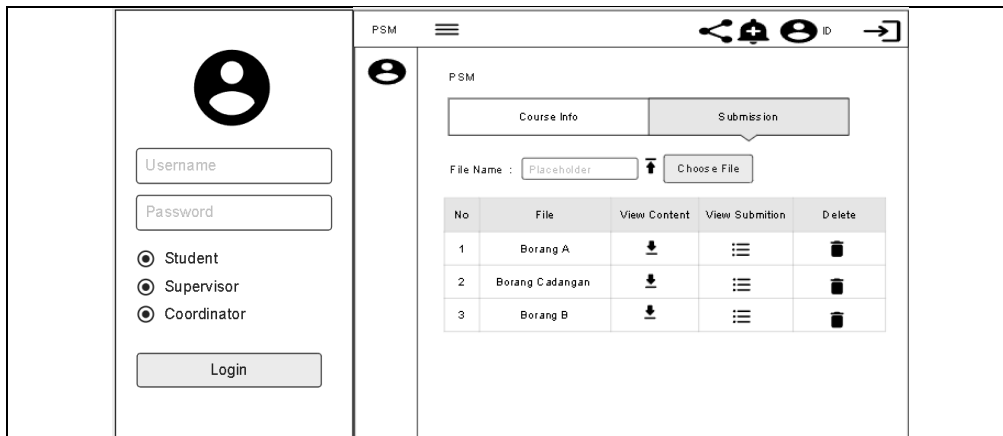 Username
Password
Student
Supervisor
Coordinator
Login
PSM
ID
PSM
Course Info
Submission
File Name :
Placeholder
Choose File
No File View Content View Submition Delete
1 Borang A
2 Borang Cadangan
3 Borang B